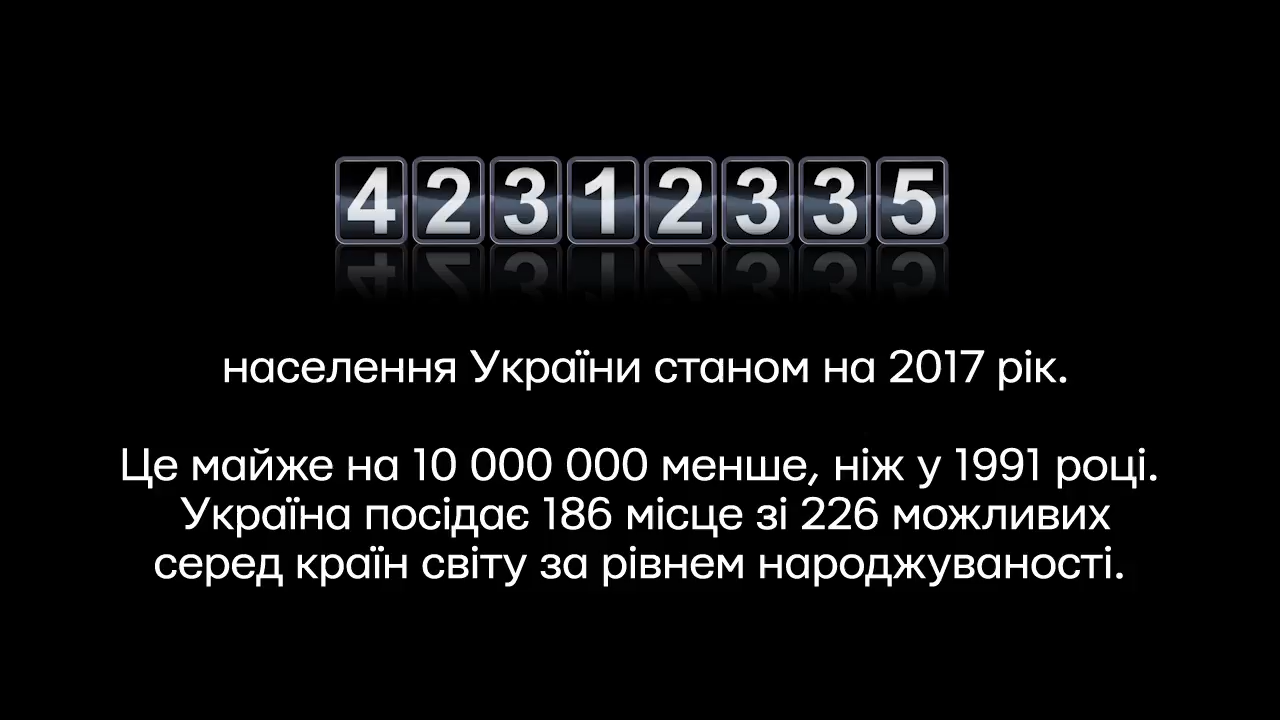 42312335
населення України станом на 2017 рік.
Це майже на 10 000 000 менше, ніж у 1991 році.
Україна посідає 186 місце зі 226 можливих
серед країн світу за рівнем народжуваності.